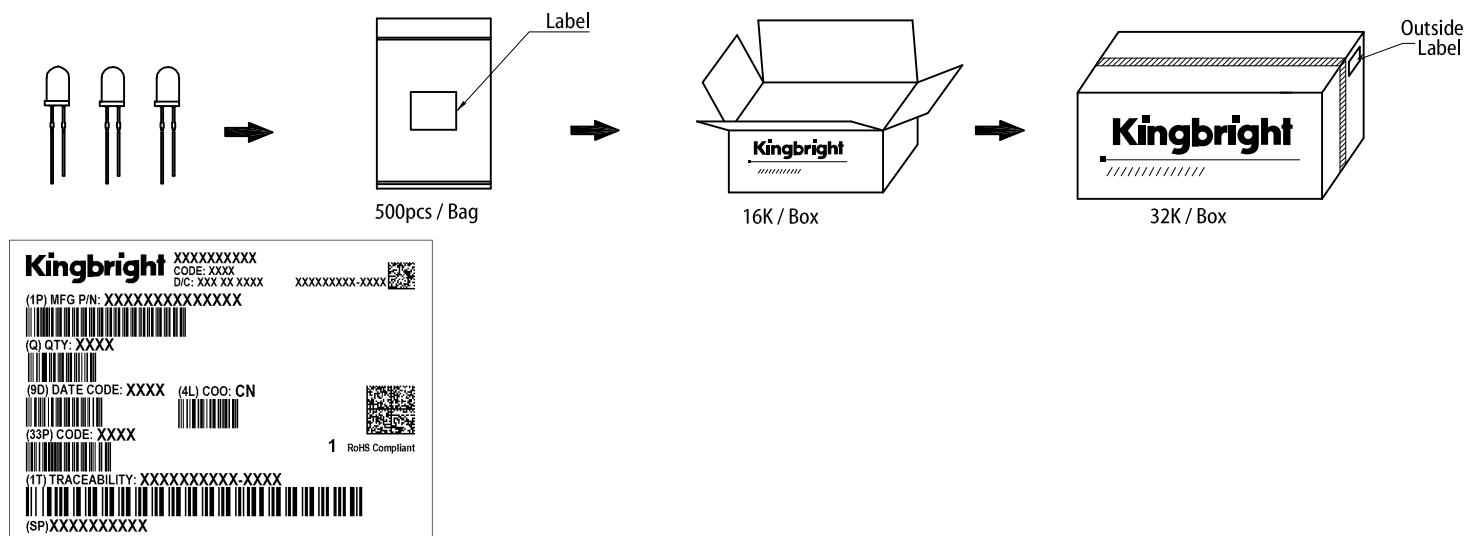 Label
Outside
Label
Kingbright
Kingbright
500pcs / Bag
16K / Box
32K / Box
Kingbright
XXXXXXXXXX
CODE: XXXX
D/C: XXX XX XXXX
XXXXXXXXX-XXXX
(1P) MFG P/N: XXXXXXXXXXXXXX
(Q) QTY: XXXX
(9D) DATE CODE: XXXX
(4L) COO: CN
(33P) CODE: XXXX
1 RoHS Compliant
(1T) TRACEABILITY: XXXXXXXXXX-XXXX
(SP)XXXXXXXXXX